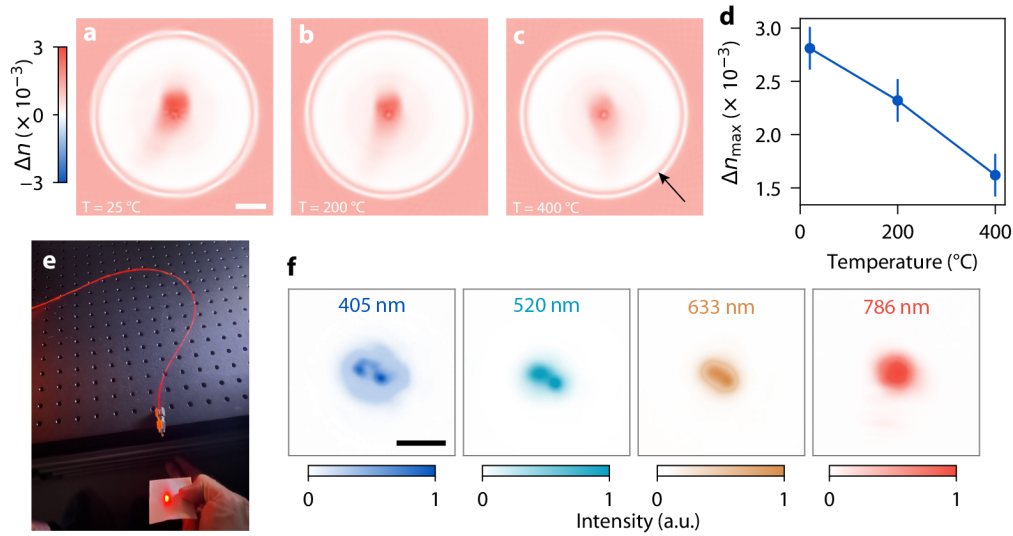 a
b
c
d
3
0
−3
Δn (× 10⁻³)
T = 25 °C
T = 200 °C
T = 400 °C
3.0
2.5
2.0
1.5
Δnmax (× 10⁻³)
0
200
400
Temperature (°C)
e
f
405 nm
520 nm
633 nm
786 nm
0 1
0 1
0 1
0 1
Intensity (a.u.)